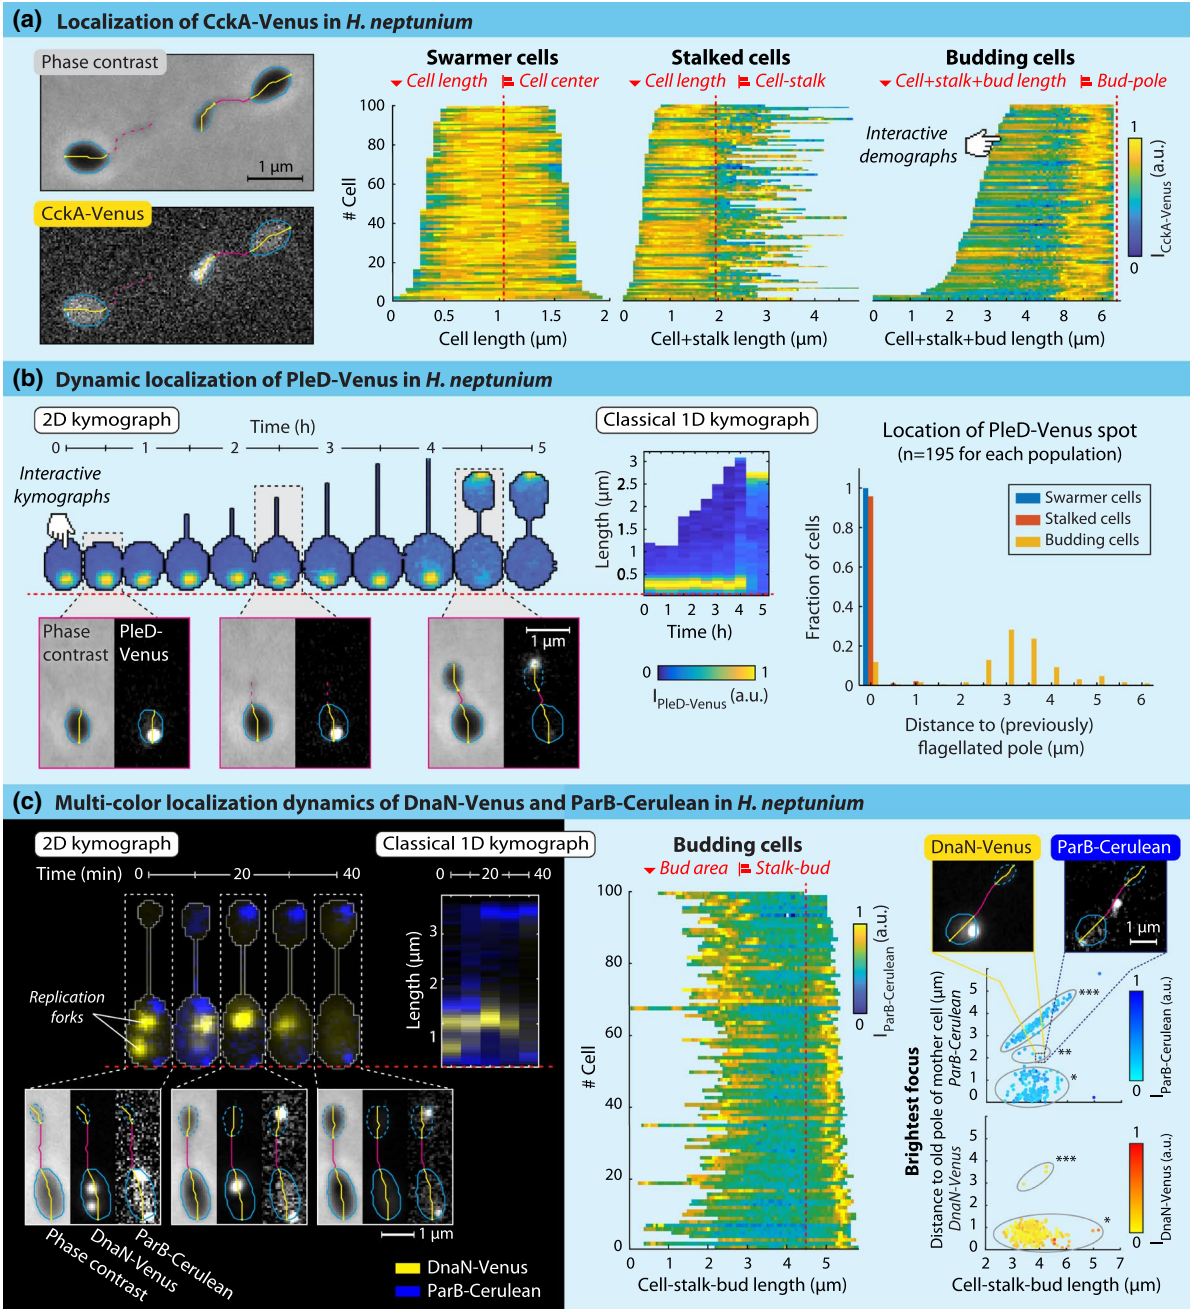 (a) Localization of CckA-Venus in H. neptunium
Phase contrast
1 μm
CckA-Venus
Swarmer cells
Cell length Cell center
# Cell
100
80
60
40
20
0
0 0.5 1 1.5 2
Cell length (μm)
Stalked cells
Cell length Cell-stalk
0 1 2 3 4
Cell+stalk length (μm)
Budding cells
Cell+stalk+bud length Bud-pole
Interactive
demographs
0 1 2 3 4 8 6
Cell+stalk+bud length (μm)
1
0
I CckA-Venus (a.u.)
(b) Dynamic localization of PleD-Venus in H. neptunium
2D kymograph
Time (h)
0 1 2 3 4 5
Interactive
kymographs
Phase
contrast
PleD-
Venus
1 μm
Classical 1D kymograph
Length (μm)
3
2.5
2
1.5
1
0.5
0 1 2 3 4 5
Time (h)
0 1
I PleD-Venus (a.u.)
Location of PleD-Venus spot
(n=195 for each population)
Swarmer cells
Stalked cells
Budding cells
Fraction of cells
1
0.8
0.6
0.4
0.2
0
0 1 2 3 4 5 6
Distance to (previously)
flagellated pole (μm)
(c) Multi-color localization dynamics of DnaN-Venus and ParB-Cerulean in H. neptunium
2D kymograph
Time (min) 0 20 40
Replication
forks
Classical 1D kymograph
0 20 40
Length (μm)
3
2
1
Phase contrast
DnaN-Venus
ParB-Cerulean
1 μm
DnaN-Venus
ParB-Cerulean
Budding cells
Bud area Stalk-bud
# Cell
100
80
60
40
20
0
0 1 2 3 4 5
Cell-stalk-bud length (μm)
1
0
I ParB-Cerulean (a.u.)
DnaN-Venus
ParB-Cerulean
1 μm
Brightest focus
Distance to old pole of mother cell (μm)
ParB-Cerulean
5
4
3
2
1
0
***
**
*
1
0
I ParB-Cerulean (a.u.)
DnaN-Venus
5
4
3
2
1
0
***
*
1
0
I DnaN-Venus (a.u.)
2 3 4 6 5 7
Cell-stalk-bud length (μm)